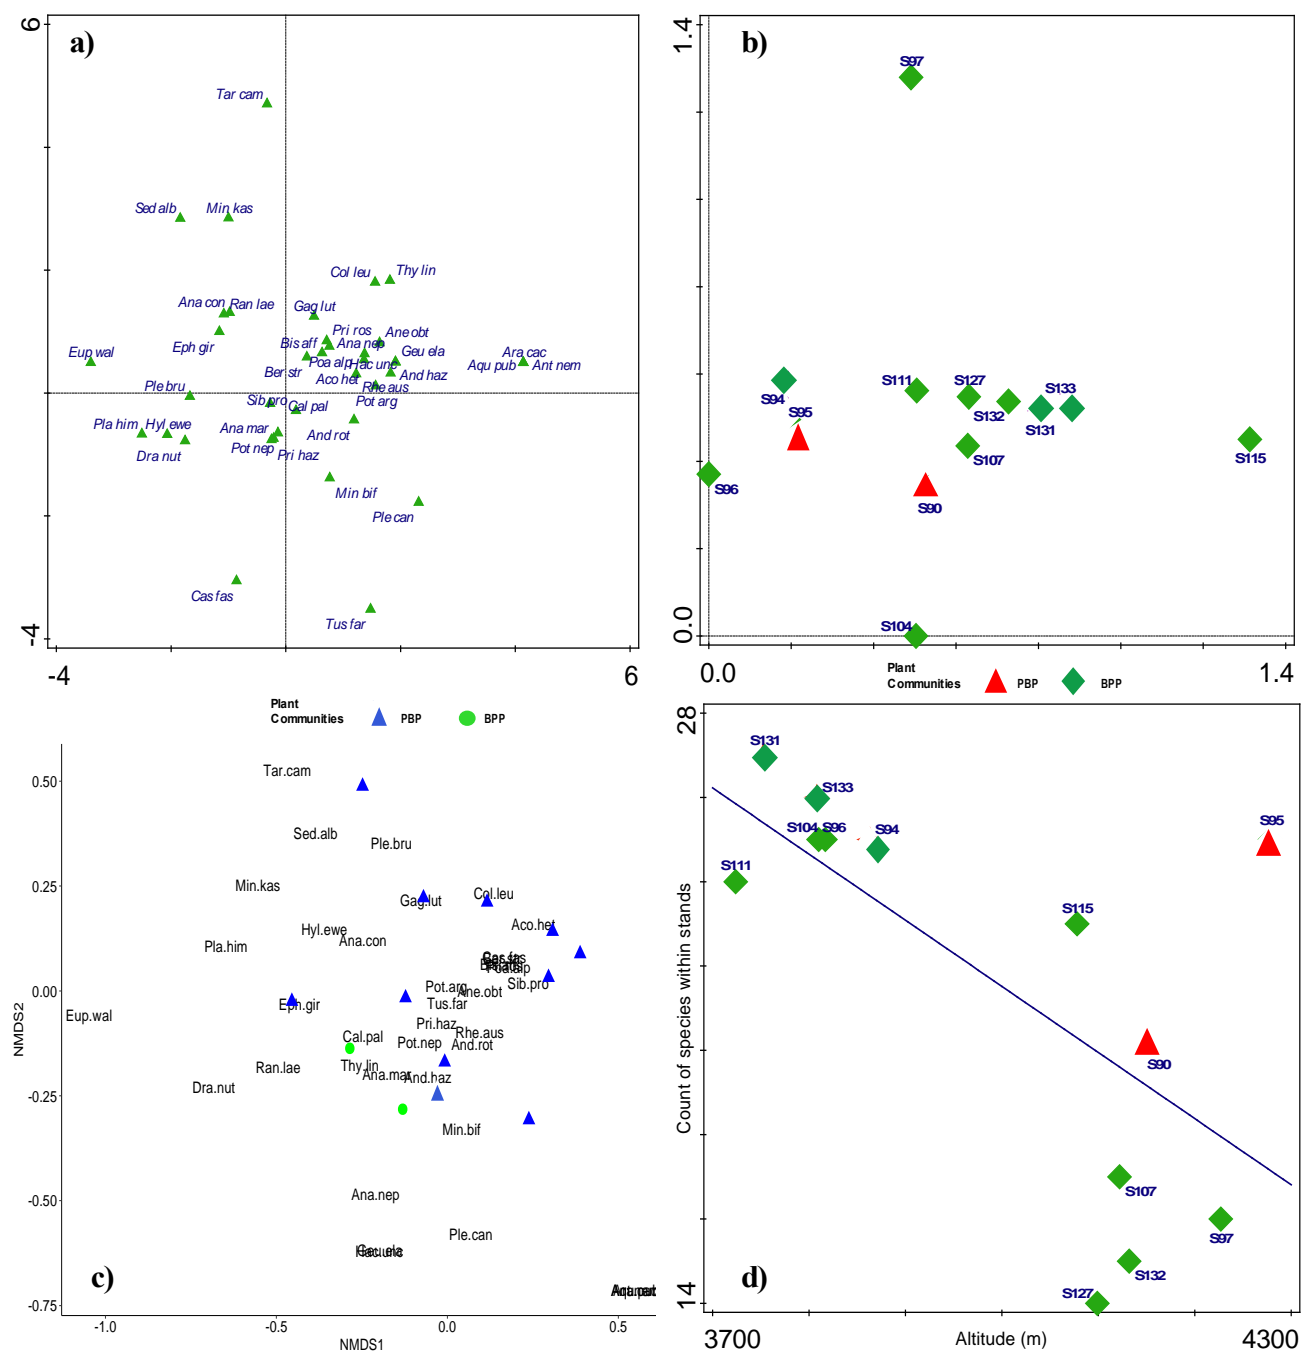 6
a)
Tar cam
Sed alb
Min kas
Col leu
Thy lin
Ana con
Ran lae
Gag lut
Pri ros
Ane obt
Eph gir
Bis aff
Ana nep
Eup wal
Geu ela
Ara cac
Poa alp
Hac unc
Aqu pub
Ant nem
Ber str
Aco het
And haz
Ple bru
Rhe aus
Sib pro
Cal pal
Pot arg
Pla him
Hyl ewe
Ana mar
And rot
Dra nut
Pot nep
Pri haz
Min bif
Ple can
Cas fas
Tus far
-4
-4
6
1.4
b)
S97
S94
S95
S111
S127
S132
S131
S133
S107
S115
S96
S90
S104
0.0
0.0
1.4
Plant
Communities
PBP
BPP
Plant
Communities
PBP
BPP
Tar.cam
0.50
Sed.alb
Ple.bru
0.25
Min.kas
Gag.lut
Col.leu
Hyl.ewe
Aco.het
Pla.him
Ana.con
Poa.alp
Sib.pro
Pot.arg
Ane.obt
0.00
Eph.gir
Tus.far
Eup.wal
Pri.haz
Rhe.aus
Cal.pal
Pot.nep
And.rot
NMDS2
Ran.lae
Thy.lin
Ana.mar
And.haz
Dra.nut
-0.25
Min.bif
-0.50
Ana.nep
Ple.can
Geu.ela
Hac.unc
c)
-0.75
-1.0
-0.5
0.0
0.5
NMDS1
28
S131
S133
S104
S96
S94
S95
S111
S115
Count of species within stands
S90
S107
S97
S132
S127
d)
14
3700
Altitude (m)
4300